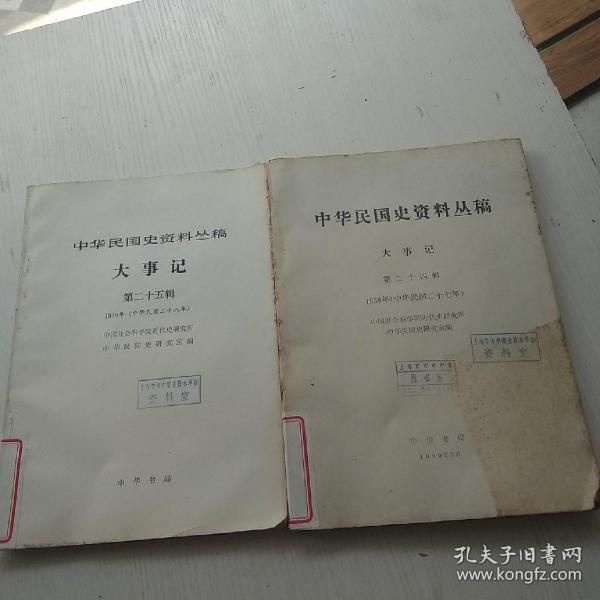 中华民国史资料丛稿
大事记
第二十五辑
1939年(中华民国二十八年)
中国社会科学院近代史研究所
中华民国史研究室编
资料室
中华书局
中华民国史资料丛稿
大事记
第二十四辑
1938年(中华民国二十七年)
中国社会科学院近代史研究所
中华民国史研究室编
资料室
中华书局
孔夫子旧书网
www.kongfz.com